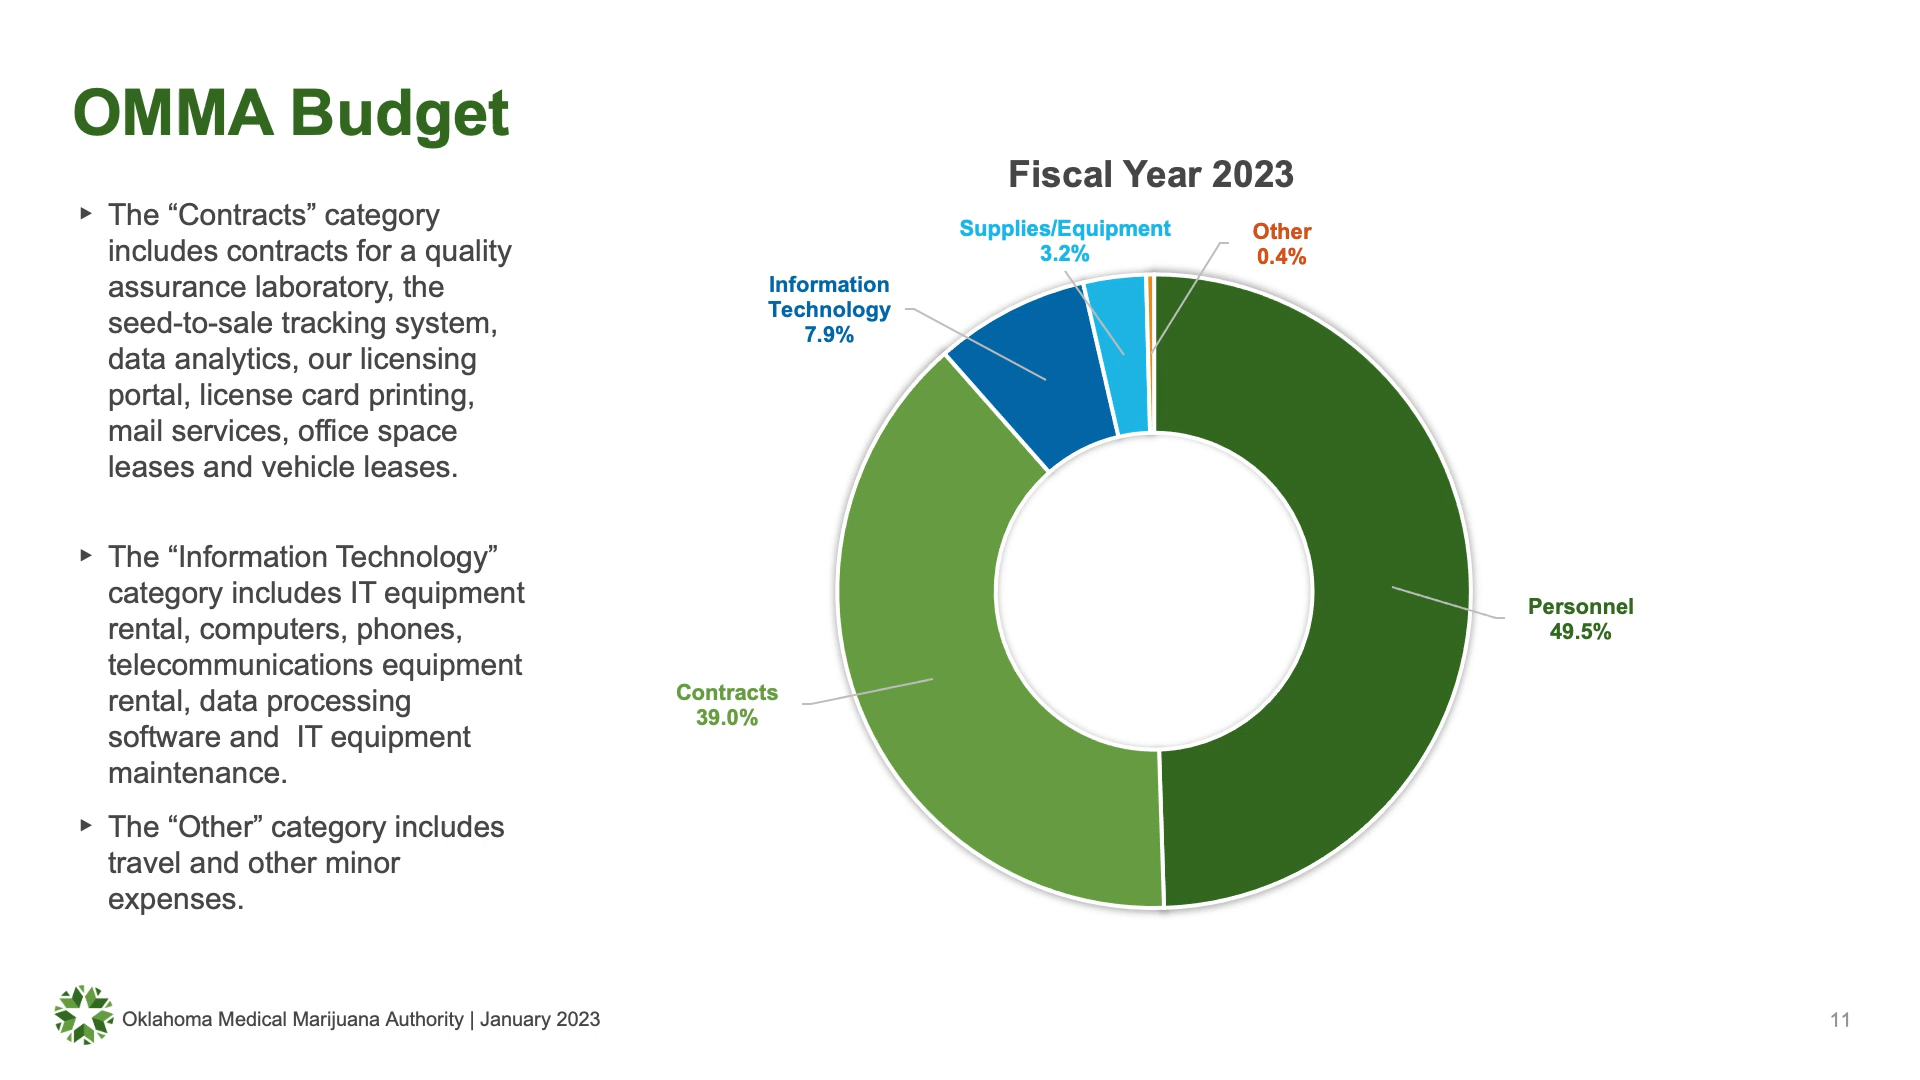 OMMA Budget
‣ The “Contracts” category
includes contracts for a quality
assurance laboratory, the
seed-to-sale tracking system,
data analytics, our licensing
portal, license card printing,
mail services, office space
leases and vehicle leases.
‣ The “Information Technology”
category includes IT equipment
rental, computers, phones,
telecommunications equipment
rental, data processing
software and  IT equipment
maintenance.
‣ The “Other” category includes
travel and other minor
expenses.
Fiscal Year 2023
Supplies/Equipment
3.2%
Other
0.4%
Information
Technology
7.9%
Personnel
49.5%
Contracts
39.0%
Oklahoma Medical Marijuana Authority | January 2023
11